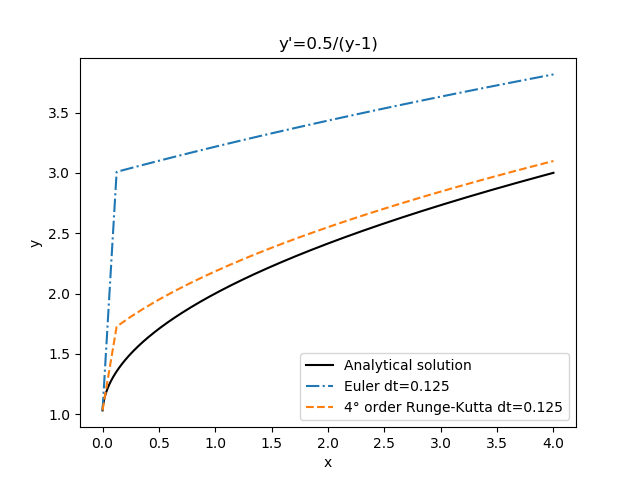 y'=0.5/(y-1)
y
3.5
3.0
2.5
2.0
1.5
1.0
Analytical solution
Euler dt=0.125
4° order Runge-Kutta dt=0.125
0.0 0.5 1.0 1.5 2.0 2.5 3.0 3.5 4.0
x